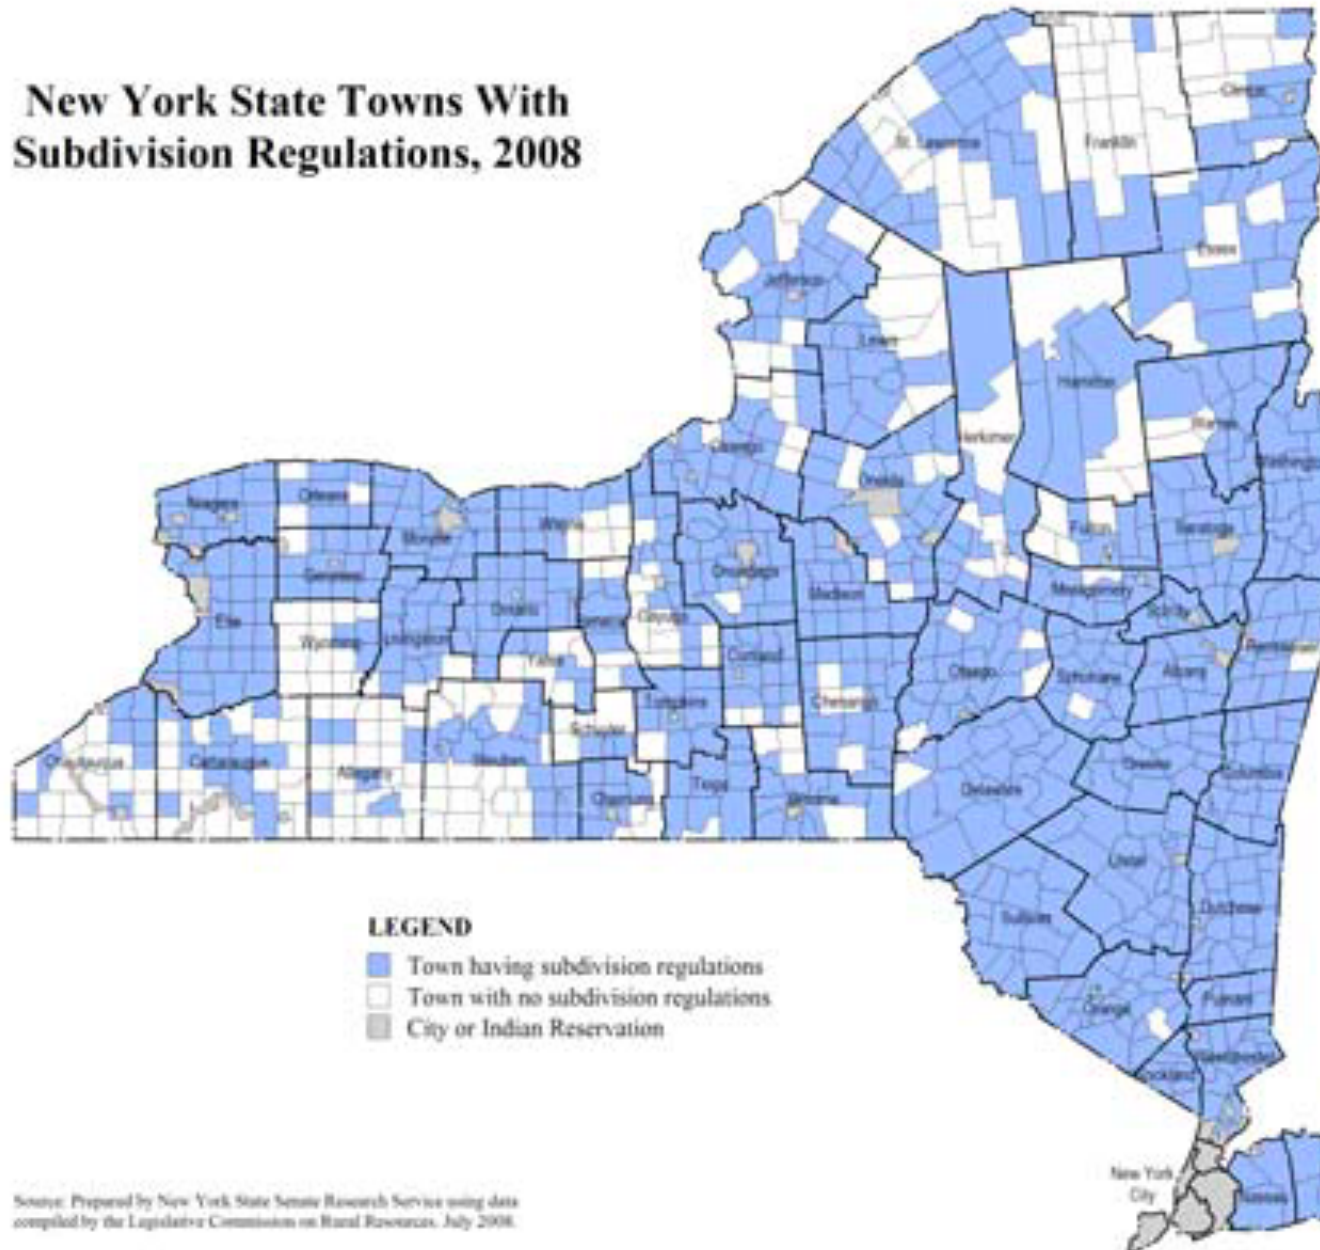 New York State Towns With
Subdivision Regulations, 2008
Clinton
St. Lawrence
Franklin
Essex
Jefferson
Lewis
Hamilton
Warren
Herkimer
Oswego
Washington
Oneida
Niagara
Orleans
Monroe
Wayne
Fulton
Saratoga
Genesee
Onondaga
Madison
Montgomery
Erie
Ontario
Seneca
Cayuga
Wyoming
Livingston
Yates
Cortland
Otsego
Schoharie
Albany
Rensselaer
Tompkins
Chenango
Schuyler
Chautauqua
Cattaraugus
Allegany
Steuben
Chemung
Tioga
Broome
Delaware
Greene
Columbia
Ulster
Sullivan
Dutchess
Orange
Putnam
Westchester
Rockland
New York
City
Nassau
LEGEND
Town having subdivision regulations
Town with no subdivision regulations
City or Indian Reservation
Source: Prepared by New York State Senate Research Service using data
compiled by the Legislative Commission on Rural Resources, July 2008.